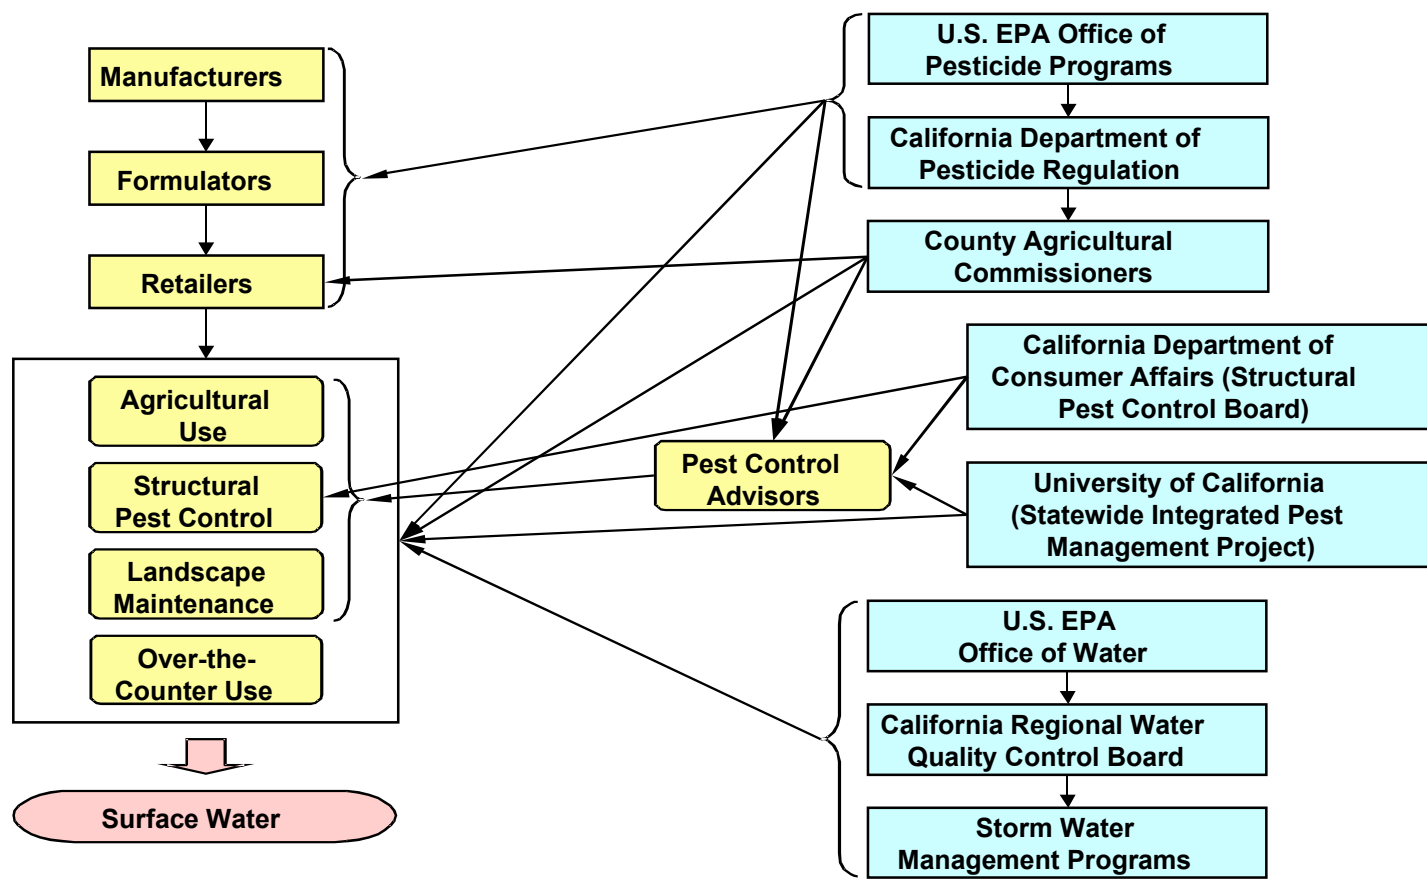 Manufacturers
Formulators
Retailers
Agricultural
Use
Structural
Pest Control
Landscape
Maintenance
Over-the-
Counter Use
Surface Water
Pest Control
Advisors
U.S. EPA Office of
Pesticide Programs
California Department of
Pesticide Regulation
County Agricultural
Commissioners
California Department of
Consumer Affairs (Structural
Pest Control Board)
University of California
(Statewide Integrated Pest
Management Project)
U.S. EPA
Office of Water
California Regional Water
Quality Control Board
Storm Water
Management Programs